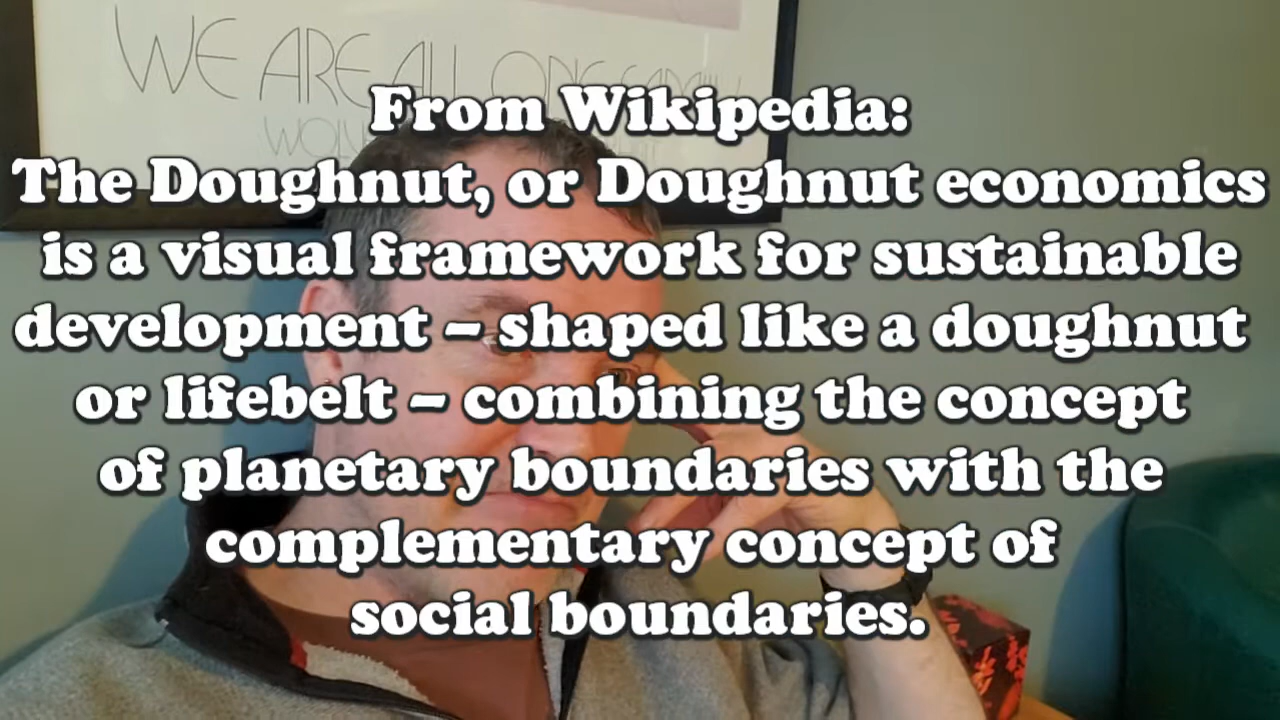 WE ARE ALL ONE
From Wikipedia:
The Doughnut, or Doughnut economics
is a visual framework for sustainable
development – shaped like a doughnut
or lifebelt – combining the concept
of planetary boundaries with the
complementary concept of
social boundaries.